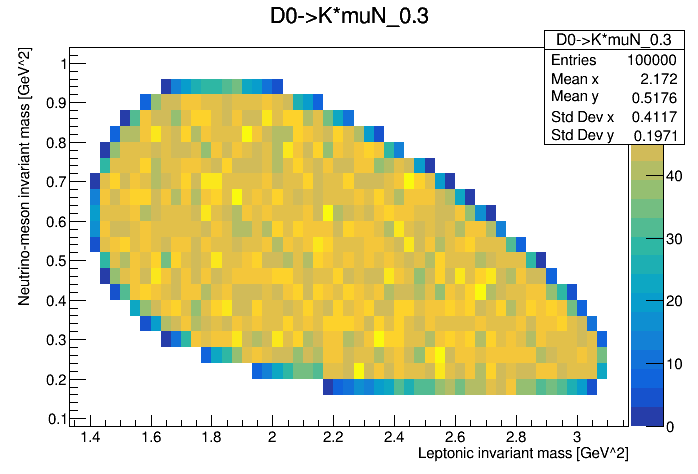 D0->K*muN_0.3
D0->K*muN_0.3
Entries 100000
Mean x 2.172
Mean y 0.5176
Std Dev x 0.4117
Std Dev y 0.1971
Neutrino-meson invariant mass [GeV^2]
1
0.9
0.8
0.7
0.6
0.5
0.4
0.3
0.2
0.1
40
30
20
10
0
1.4 1.6 1.8 2 2.2 2.4 2.6 2.8 3
Leptonic invariant mass [GeV^2]